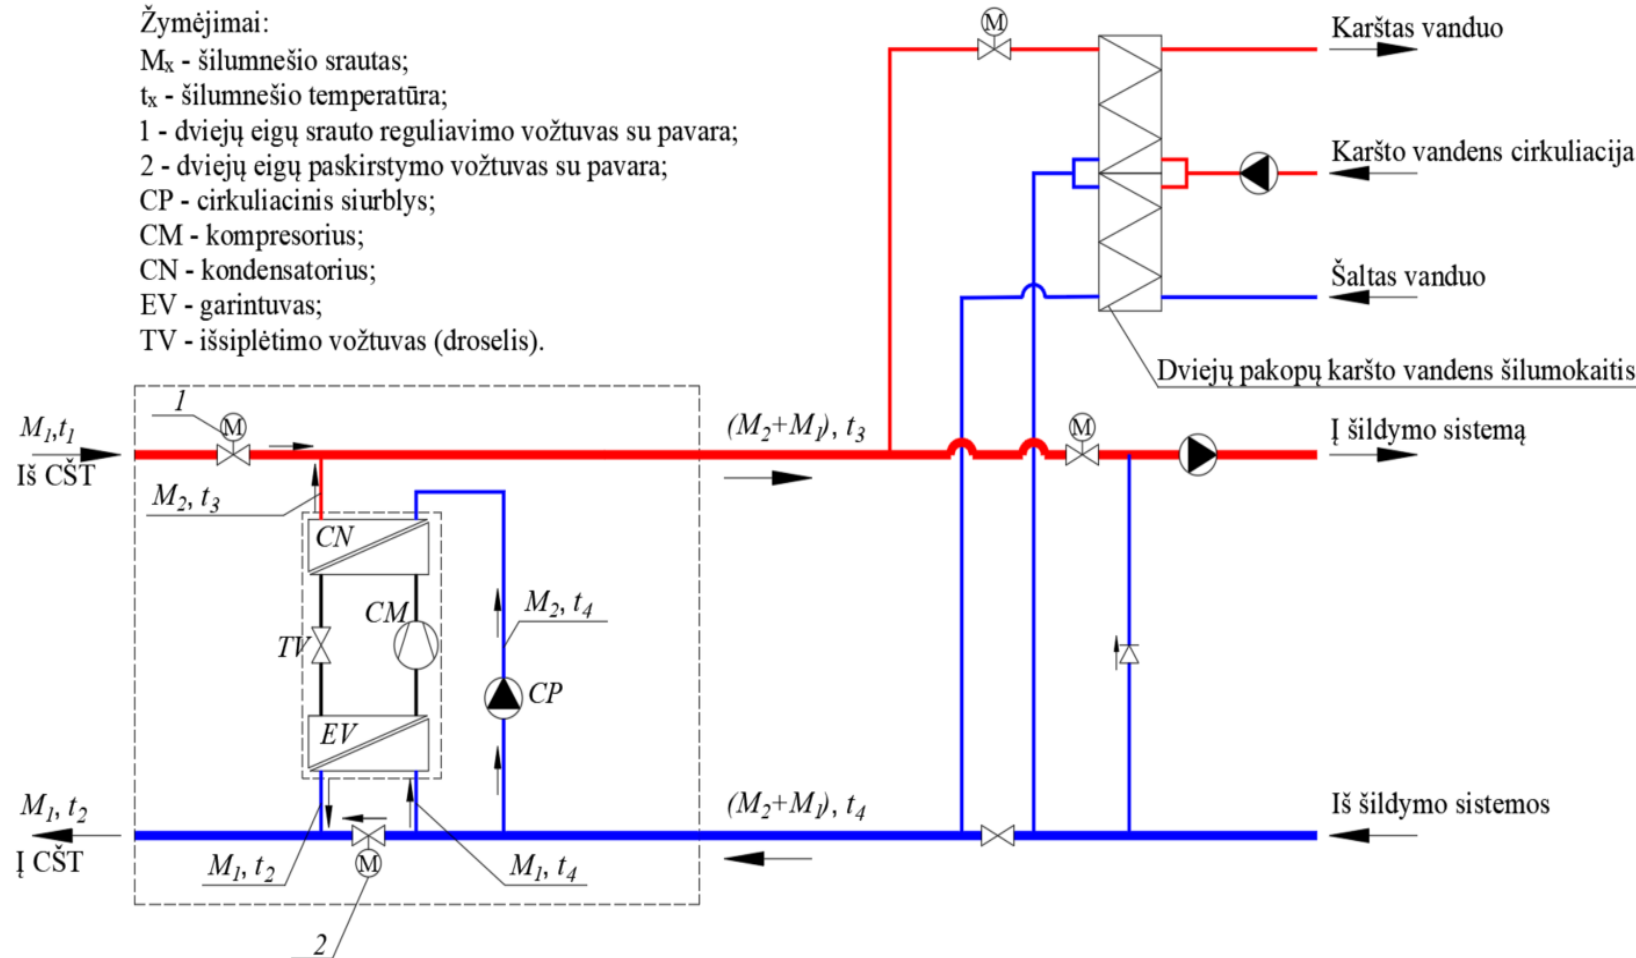 Žymėjimai:
Mx - šilumnešio srautas;
tx - šilumnešio temperatūra;
1 - dviejų eigų srauto reguliavimo vožtuvas su pavara;
2 - dviejų eigų paskirstymo vožtuvas su pavara;
CP - cirkuliacinis siurblys;
CM - kompresorius;
CN - kondensatorius;
EV - garintuvas;
TV - išsiplėtimo vožtuvas (droselis).
M
Karštas vanduo
Karšto vandens cirkuliacija
Šaltas vanduo
Dviejų pakopų karšto vandens šilumokaitis
1
M1,t1
Iš CŠT
M
(M2+M1), t3
M
Į šildymo sistemą
M2, t3
CN
CM
TV
M2, t4
CP
EV
M1, t2
Į CŠT
(M2+M1), t4
Iš šildymo sistemos
M1, t2
M
M1, t4
2